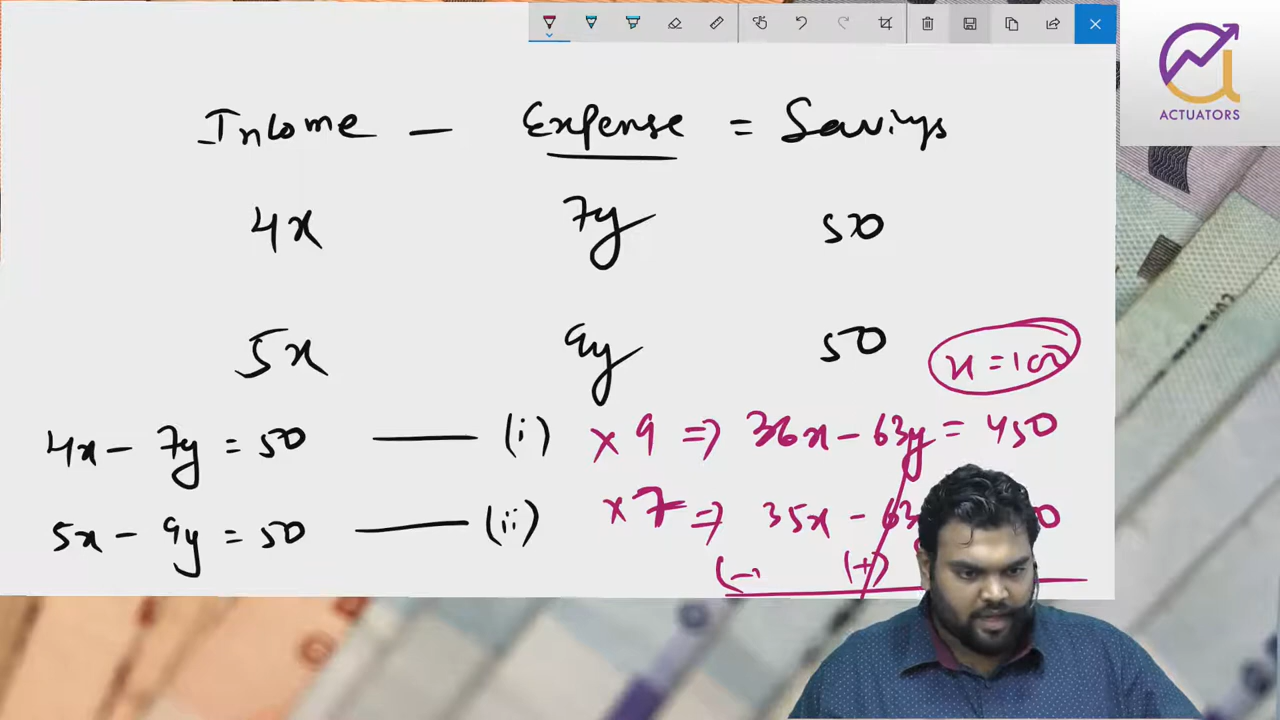 ACTUATORS
Income — Expense = Savings
4x 7y 50
5x 9y 50
x = 100
4x - 7y = 50 —— (i) × 9 ⇒ 36x - 63y = 450
5x - 9y = 50 —— (ii) × 7 ⇒ 35x - 63
(-) (+)